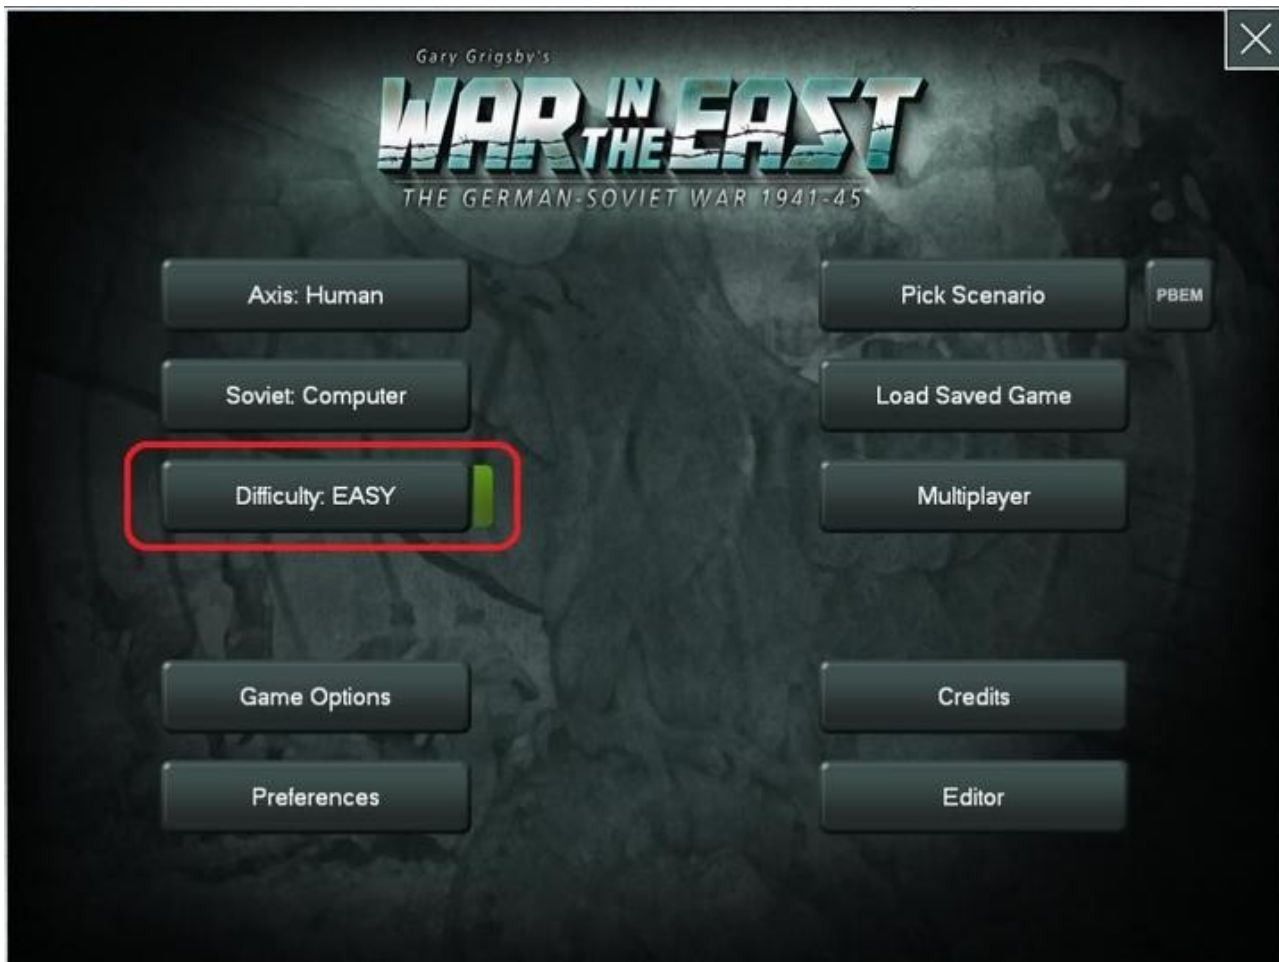 Gary Grigsby's
WAR IN THE EAST
THE GERMAN-SOVIET WAR 1941-45
Axis: Human
Soviet: Computer
Difficulty: EASY
Game Options
Preferences
Pick Scenario
PBEM
Load Saved Game
Multiplayer
Credits
Editor